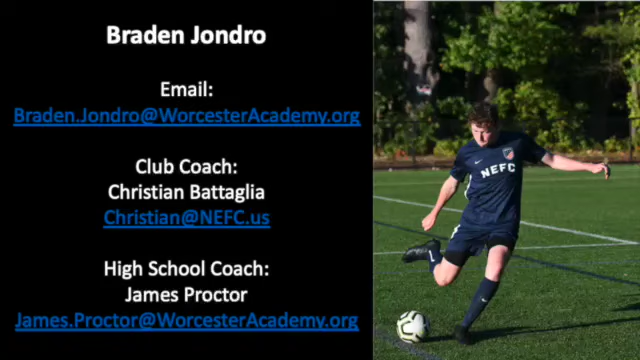 Braden Jondro
Email:
Braden.Jondro@WorcesterAcademy.org
Club Coach:
Christian Battaglia
Christian@NEFC.us
High School Coach:
James Proctor
James.Proctor@WorcesterAcademy.org
NEFC